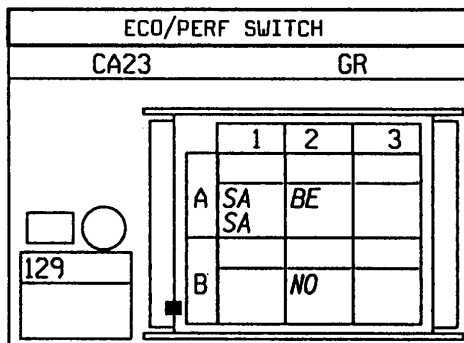 ECO/PERF SWITCH
CA23 GR
1 2 3
A SA BE
SA
129
B NO